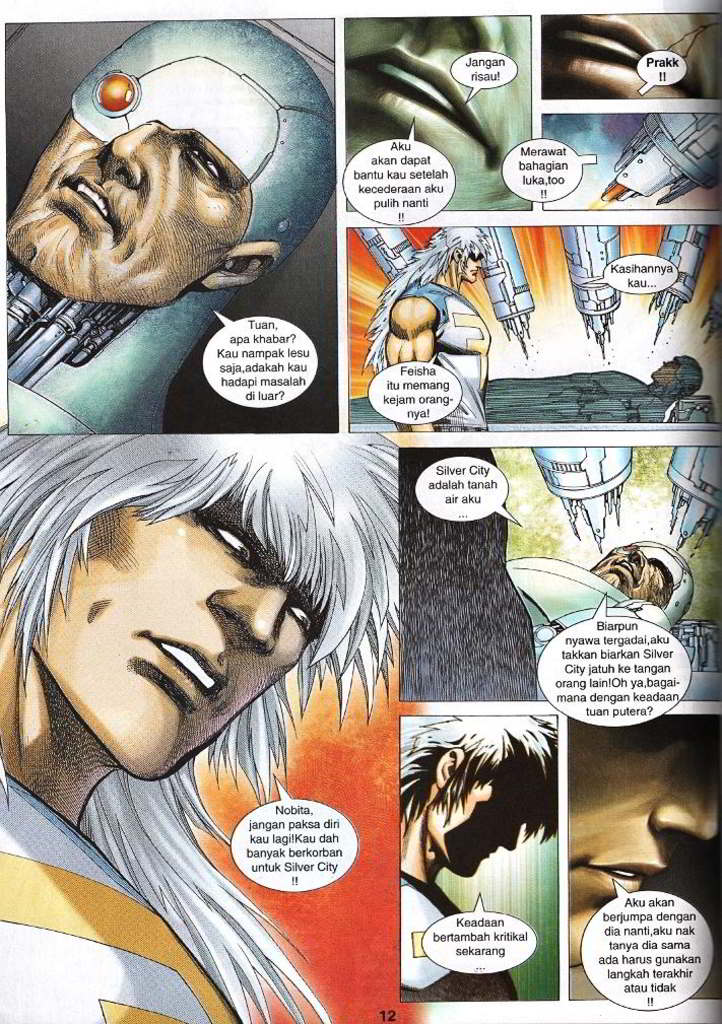 Tuan,
apa khabar?
Kau nampak lesu
saja,adakah kau
hadapi masalah
di luar?
Jangan
risau!
Aku
akan dapat
bantu kau setelah
kecederaan aku
pulih nanti
!!
Prakk
!!
Merawat
bahagian
luka,too
Kasihannya
kau...
Feisha
itu memang
kejam orang-
nya!
Nobita,
jangan paksa diri
kau lagi!Kau dah
banyak berkorban
untuk Silver City
!!
Silver City
adalah tanah
air aku
...
Biarpun
nyawa tergadai,aku
takkan biarkan Silver
City jatuh ke tangan
orang lain!Oh ya,bagai-
mana dengan keadaan
tuan putera?
Keadaan
bertambah kritikal
sekarang
...
Aku akan
berjumpa dengan
dia nanti,aku nak
tanya dia sama
ada harus gunakan
langkah terakhir
atau tidak
!!
12